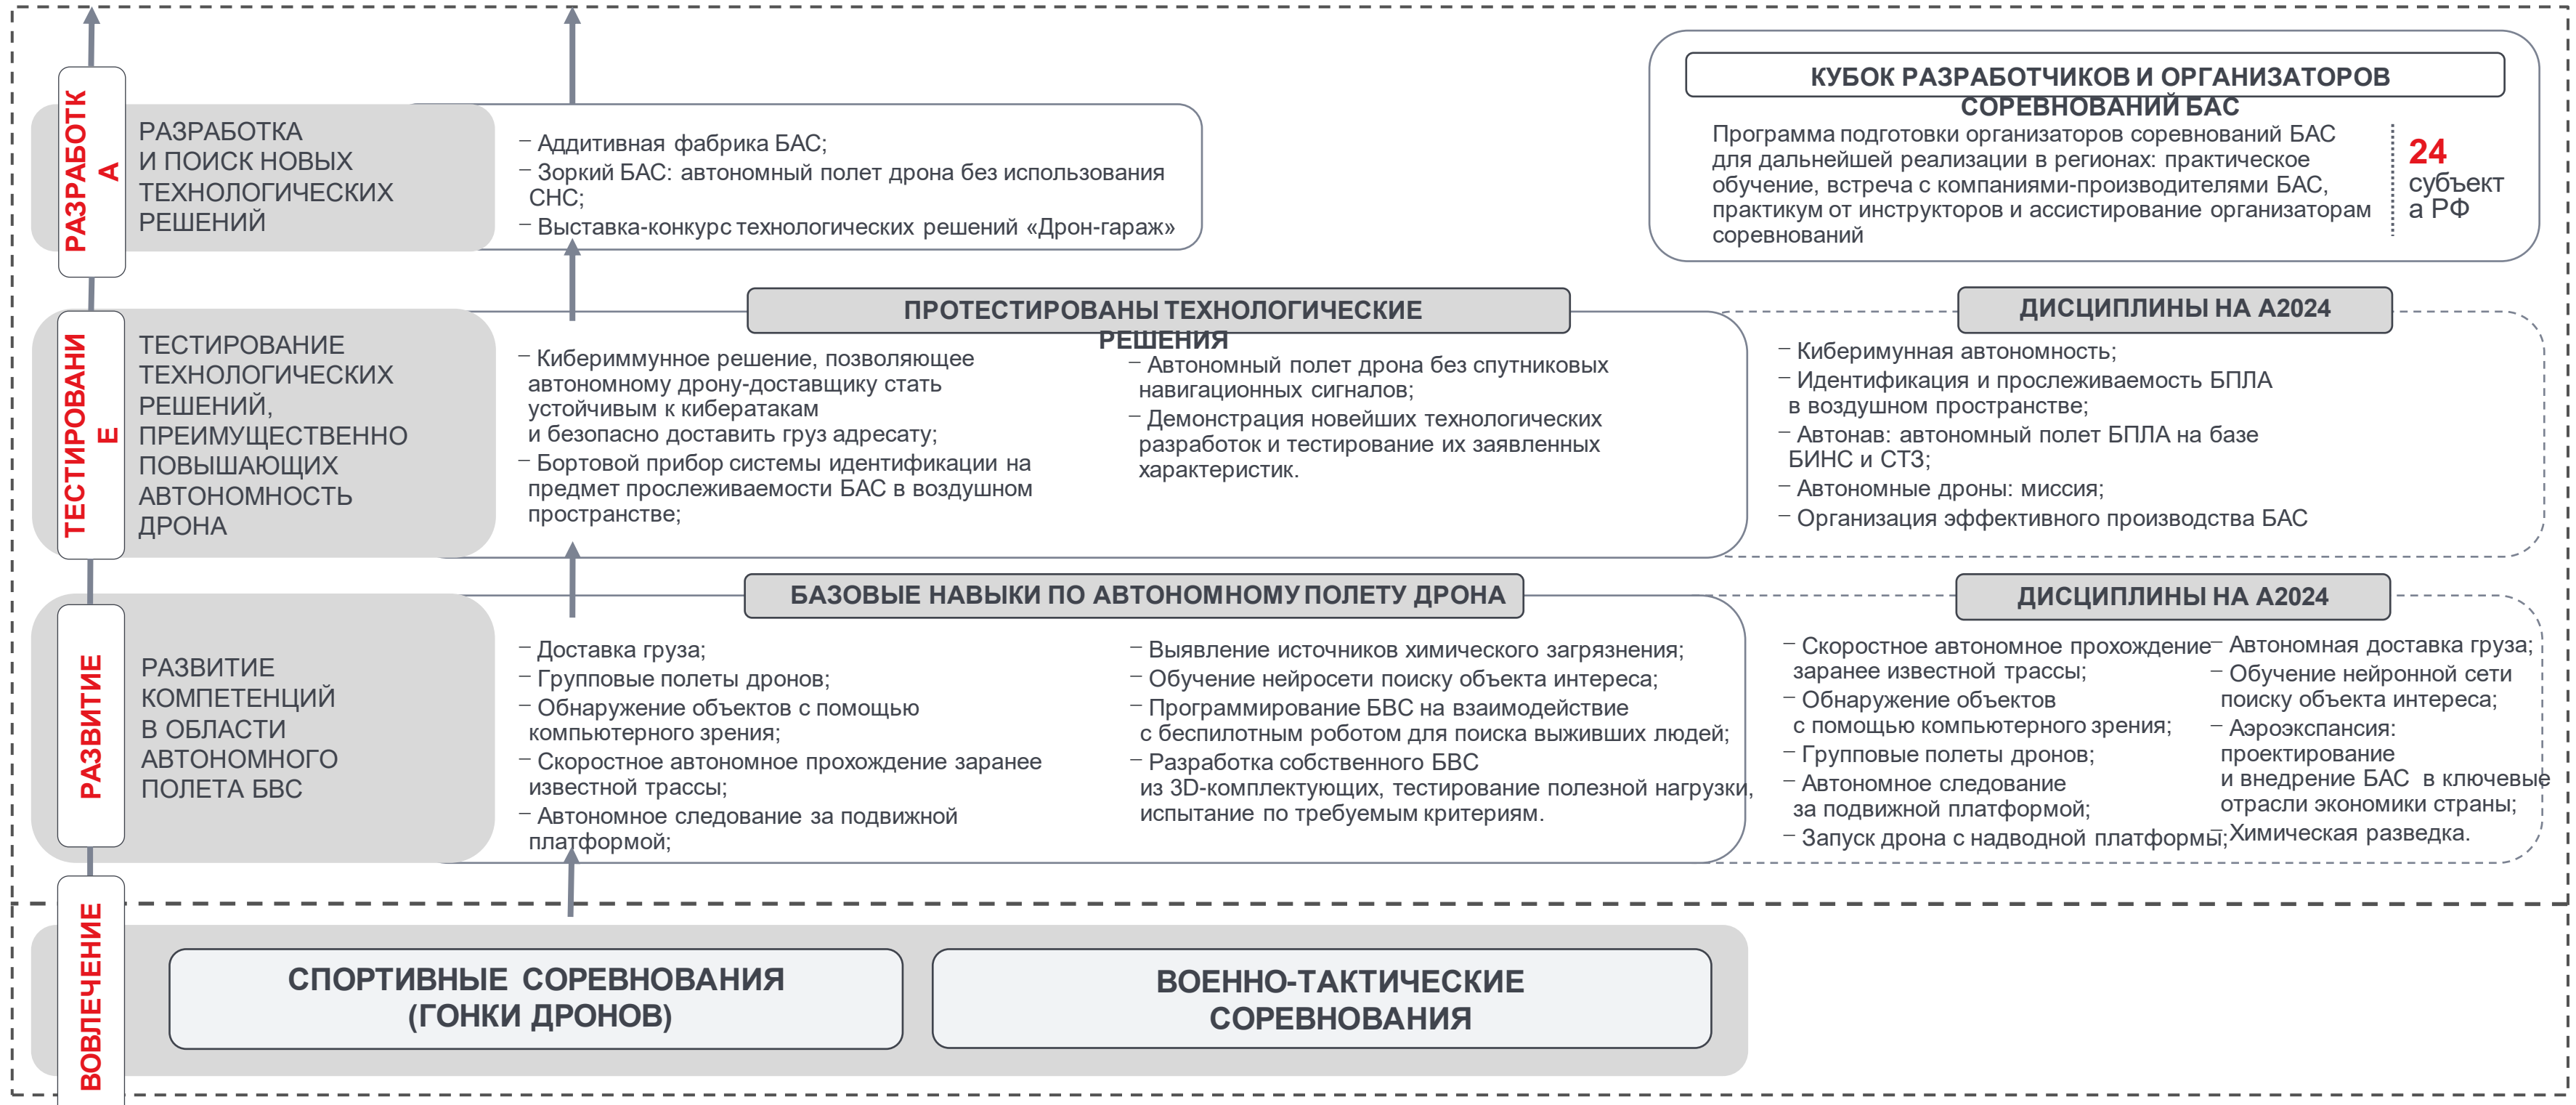 РАЗРАБОТК
А
РАЗРАБОТКА
И ПОИСК НОВЫХ
ТЕХНОЛОГИЧЕСКИХ
РЕШЕНИЙ
– Аддитивная фабрика БАС;
– Зоркий БАС: автономный полет дрона без использования
СНС;
– Выставка-конкурс технологических решений «Дрон-гараж»
КУБОК РАЗРАБОТЧИКОВ И ОРГАНИЗАТОРОВ
СОРЕВНОВАНИЙ БАС
Программа подготовки организаторов соревнований БАС
для дальнейшей реализации в регионах: практическое
обучение, встреча с компаниями-производителями БАС,
практикум от инструкторов и ассистирование организаторам
соревнований
24
субъект
а РФ
ТЕСТИРОВАНИ
Е
ТЕСТИРОВАНИЕ
ТЕХНОЛОГИЧЕСКИХ
РЕШЕНИЙ,
ПРЕИМУЩЕСТВЕННО
ПОВЫШАЮЩИХ
АВТОНОМНОСТЬ
ДРОНА
ПРОТЕСТИРОВАНЫ ТЕХНОЛОГИЧЕСКИЕ
РЕШЕНИЯ
– Кибериммунное решение, позволяющее
автономному дрону-доставщику стать
устойчивым к кибератакам
и безопасно доставить груз адресату;
– Бортовой прибор системы идентификации на
предмет прослеживаемости БАС в воздушном
пространстве;
– Автономный полет дрона без спутниковых
навигационных сигналов;
– Демонстрация новейших технологических
разработок и тестирование их заявленных
характеристик.
ДИСЦИПЛИНЫ НА А2024
– Киберимунная автономность;
– Идентификация и прослеживаемость БПЛА
в воздушном пространстве;
– Автонав: автономный полет БПЛА на базе
БИНС и СТЗ;
– Автономные дроны: миссия;
– Организация эффективного производства БАС
РАЗВИТИЕ
РАЗВИТИЕ
КОМПЕТЕНЦИЙ
В ОБЛАСТИ
АВТОНОМНОГО
ПОЛЕТА БВС
БАЗОВЫЕ НАВЫКИ ПО АВТОНОМНОМУ ПОЛЕТУ ДРОНА
– Доставка груза;
– Групповые полеты дронов;
– Обнаружение объектов с помощью
компьютерного зрения;
– Скоростное автономное прохождение заранее
известной трассы;
– Автономное следование за подвижной
платформой;
– Выявление источников химического загрязнения;
– Обучение нейросети поиску объекта интереса;
– Программирование БВС на взаимодействие
с беспилотным роботом для поиска выживших людей;
– Разработка собственного БВС
из 3D-комплектующих, тестирование полезной нагрузки,
испытание по требуемым критериям.
ДИСЦИПЛИНЫ НА А2024
– Скоростное автономное прохождение
заранее известной трассы;
– Обнаружение объектов
с помощью компьютерного зрения;
– Групповые полеты дронов;
– Автономное следование
за подвижной платформой;
– Запуск дрона с надводной платформы;
– Автономная доставка груза;
– Обучение нейронной сети
поиску объекта интереса;
– Аэроэкспансия:
проектирование
и внедрение БАС в ключевые
отрасли экономики страны;
– Химическая разведка.
ВОВЛЕЧЕНИЕ
СПОРТИВНЫЕ СОРЕВНОВАНИЯ
(ГОНКИ ДРОНОВ)
ВОЕННО-ТАКТИЧЕСКИЕ
СОРЕВНОВАНИЯ